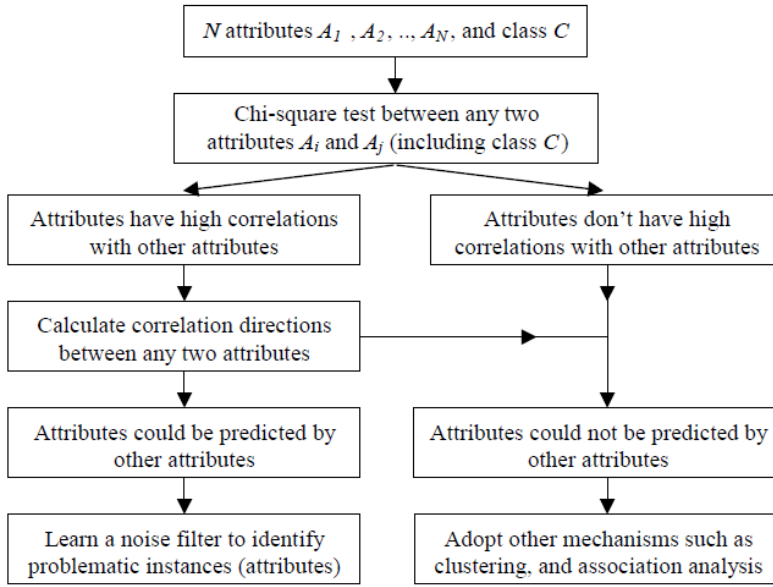 N attributes A1 , A2, .., AN, and class C
Chi-square test between any two
attributes Ai and Aj (including class C)
Attributes have high correlations
with other attributes
Attributes don't have high
correlations with other attributes
Calculate correlation directions
between any two attributes
Attributes could be predicted by
other attributes
Attributes could not be predicted by
other attributes
Learn a noise filter to identify
problematic instances (attributes)
Adopt other mechanisms such as
clustering, and association analysis